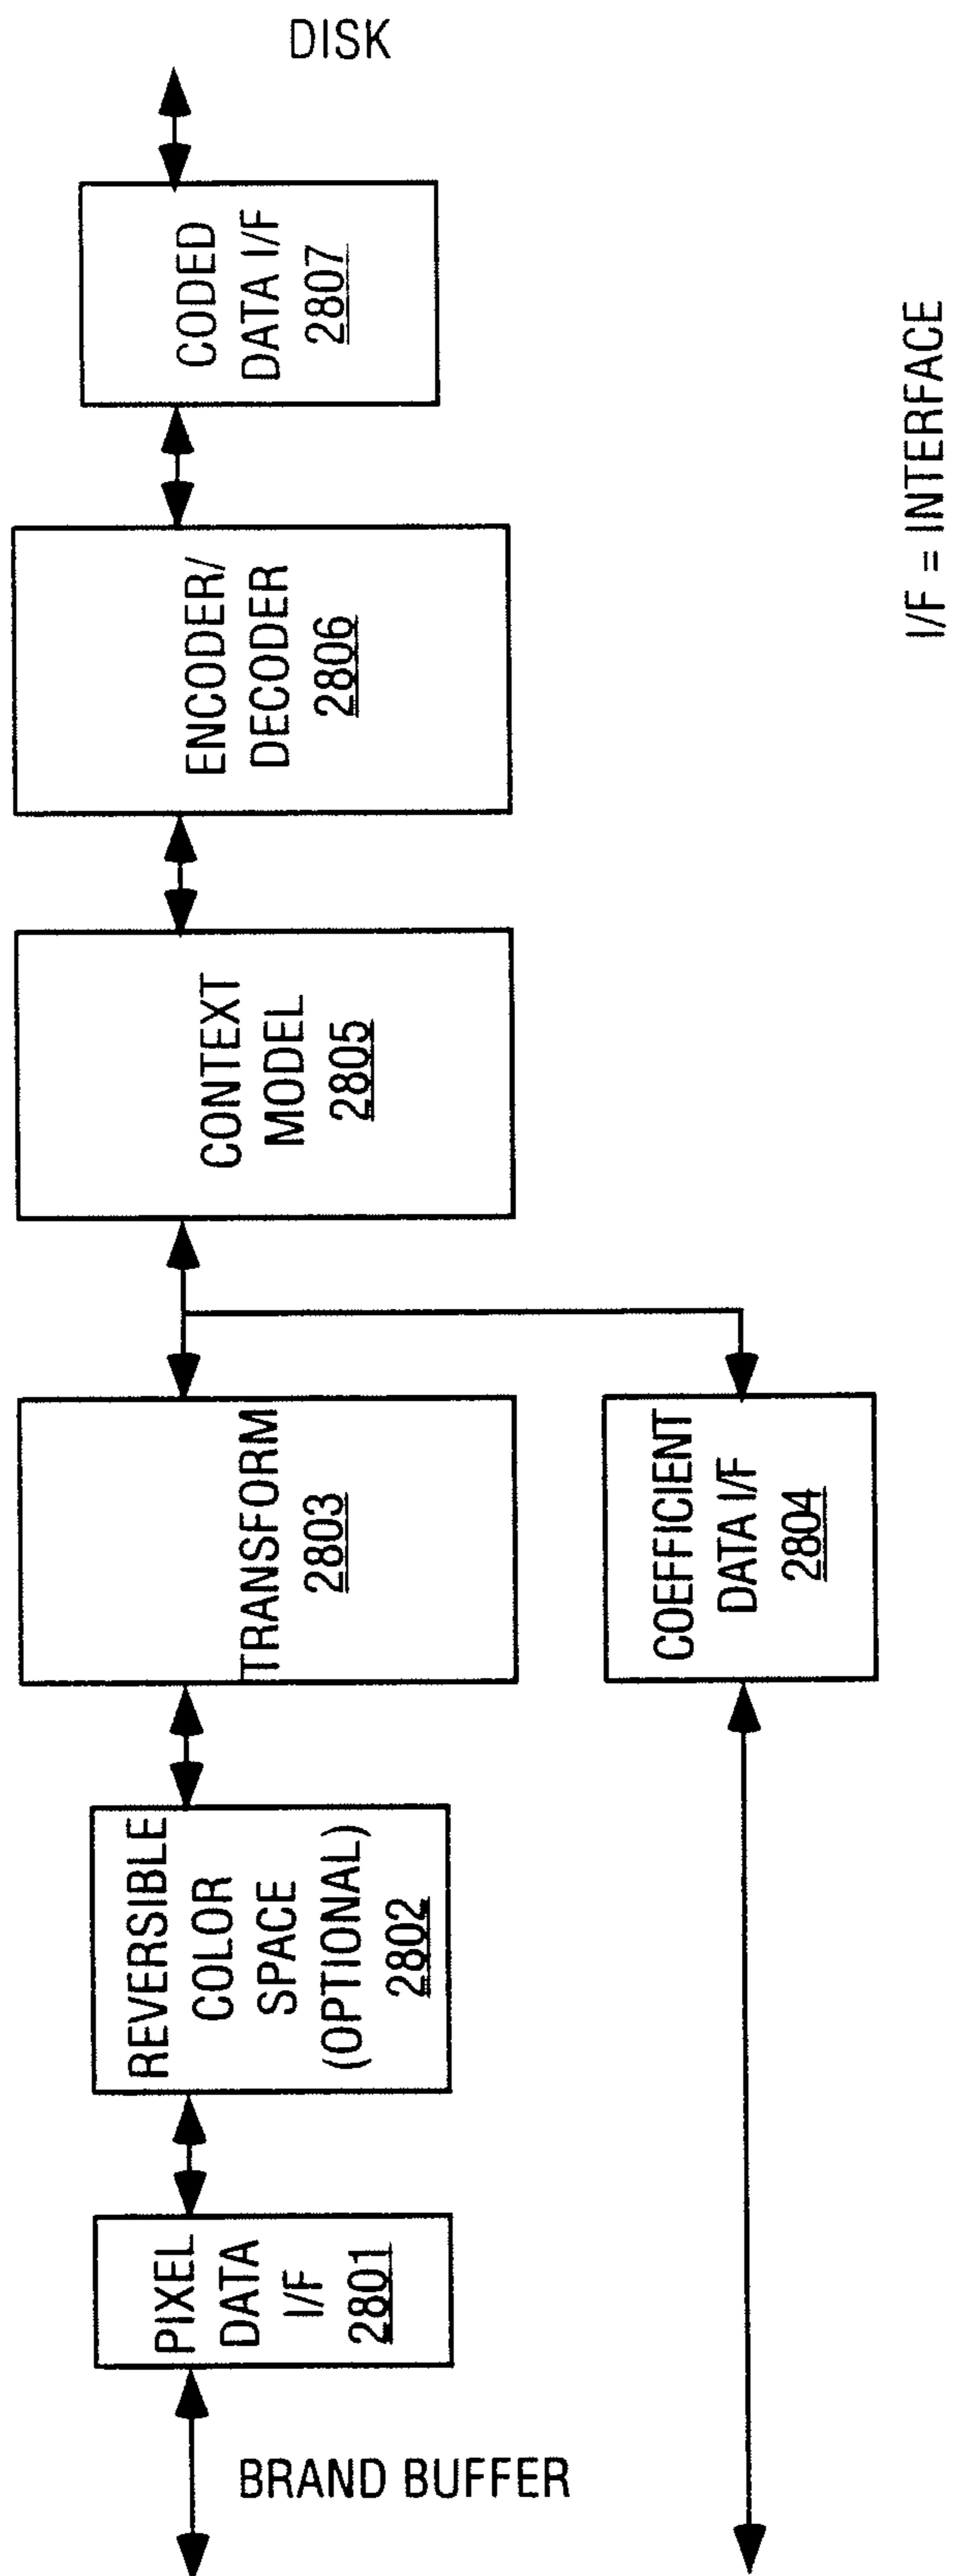 BRAND BUFFER
PIXEL
DATA
I/F
2801
REVERSIBLE
COLOR
SPACE
(OPTIONAL)
2802
TRANSFORM
2803
COEFFICIENT
DATA I/F
2804
CONTEXT
MODEL
2805
ENCODER/
DECODER
2806
CODED
DATA I/F
2807
DISK
I/F = INTERFACE